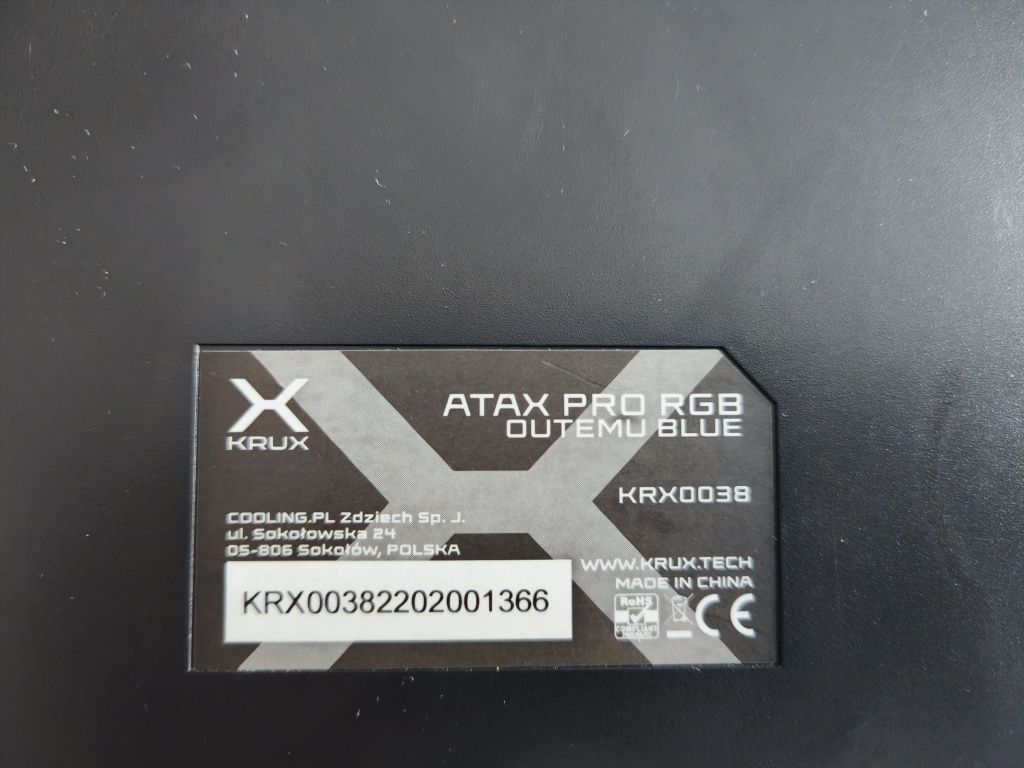 KRUX
ATAX PRO RGB
OUTEMU BLUE
KRX0038
COOLING.PL Zdziech Sp. J.
ul. Sokołowska 24
05-806 Sokołów, POLSKA
KRX00382202001366
WWW.KRUX.TECH
MADE IN CHINA
RoHS
COMPLIANT
CE